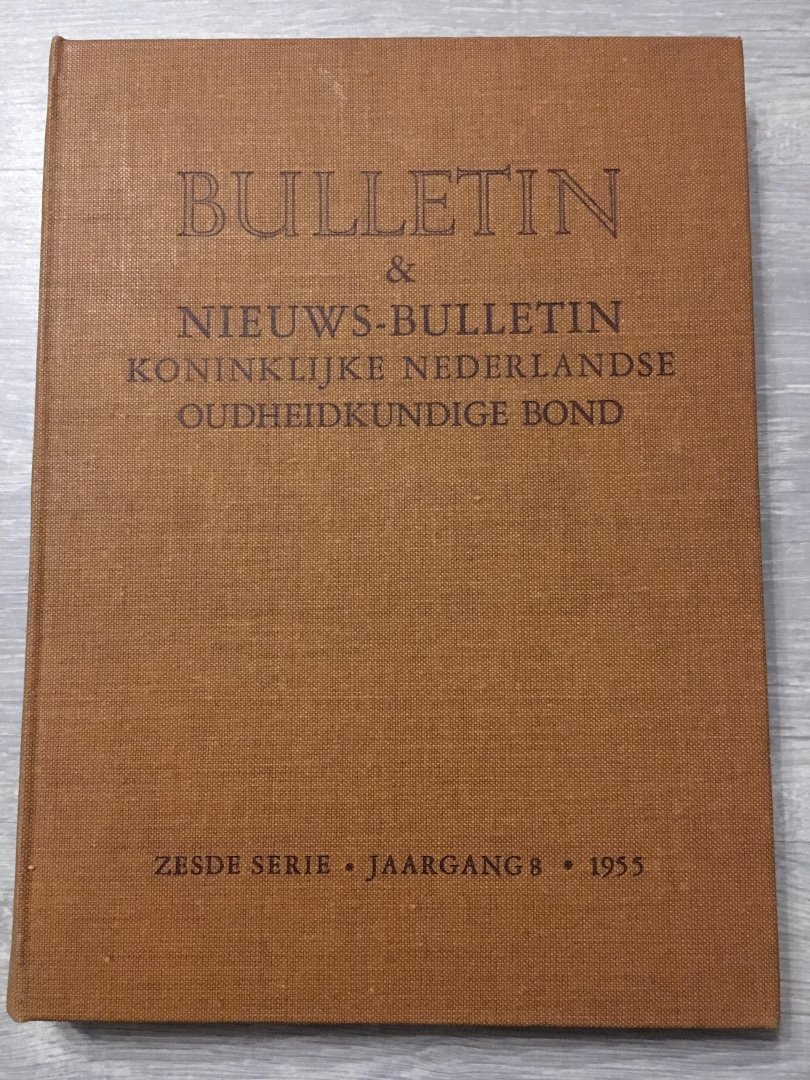 BULLETIN
&
NIEUWS-BULLETIN
KONINKLIJKE NEDERLANDSE
OUDHEIDKUNDIGE BOND
ZESDE SERIE • JAARGANG 8 • 1955